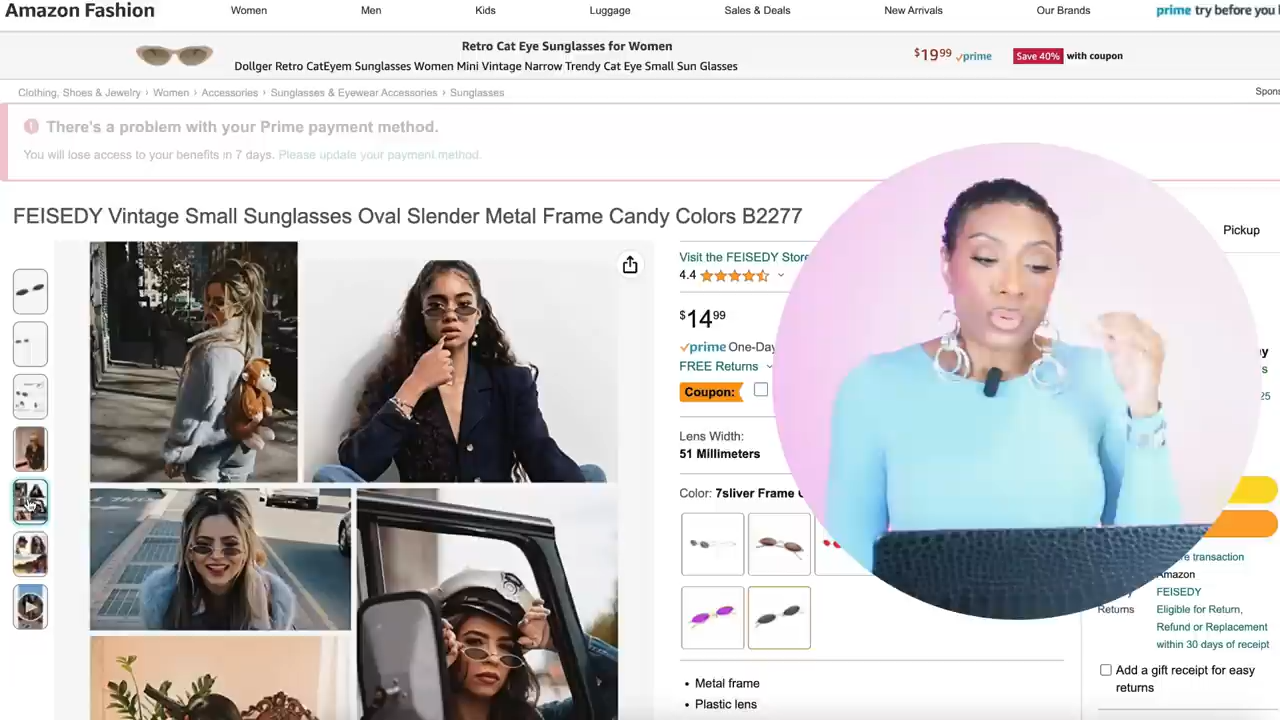 Amazon Fashion
Women
Men
Kids
Luggage
Sales & Deals
New Arrivals
Our Brands
prime try before you
Retro Cat Eye Sunglasses for Women
Dollger Retro Cateyeh Sunglasses Women Mini Vintage Narrow Trendy Cat Eye Small Sun Glasses
$19 99 prime
Save 40% with coupon
Clothing, Shoes & Jewelry › Women › Accessories › Sunglasses & Eyewear Accessories › Sunglasses
Spons
There's a problem with your Prime payment method.
You will lose access to your benefits in 7 days. Please update your payment method.
FEISEDY Vintage Small Sunglasses Oval Slender Metal Frame Candy Colors B2277
Pickup
Visit the FEISEDY Store
4.4
$14 99
prime One-Day
FREE Returns
Coupon:
Lens Width:
51 Millimeters
Color: 7sliver Frame
25
transaction
Amazon
FEISEDY
Returns
Eligible for Return,
Refund or Replacement
within 30 days of receipt
Add a gift receipt for easy
returns
• Metal frame
• Plastic lens